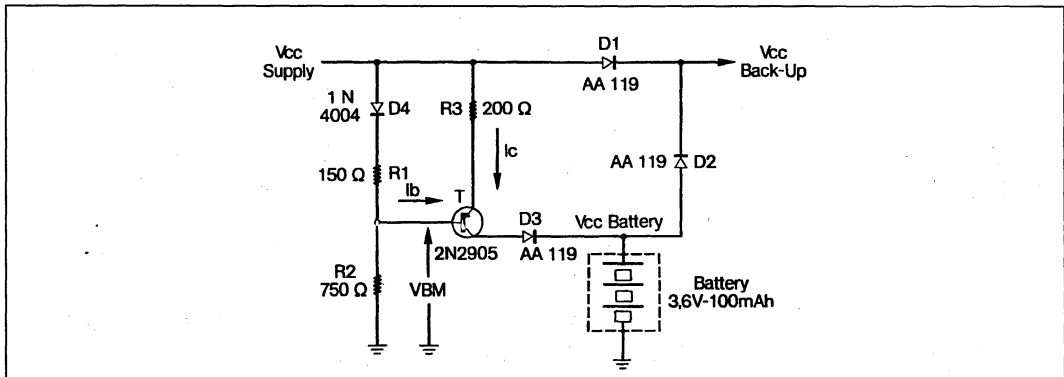 Vcc
Supply
D1
AA 119
Vcc
Back-Up
1 N
4004
D4
R3
200 Ω
Ic
AA 119
D2
150 Ω
R1
Ib
T
2N2905
D3
AA 119
Vcc Battery
R2
750 Ω
VBM
Battery
3,6V-100mAh